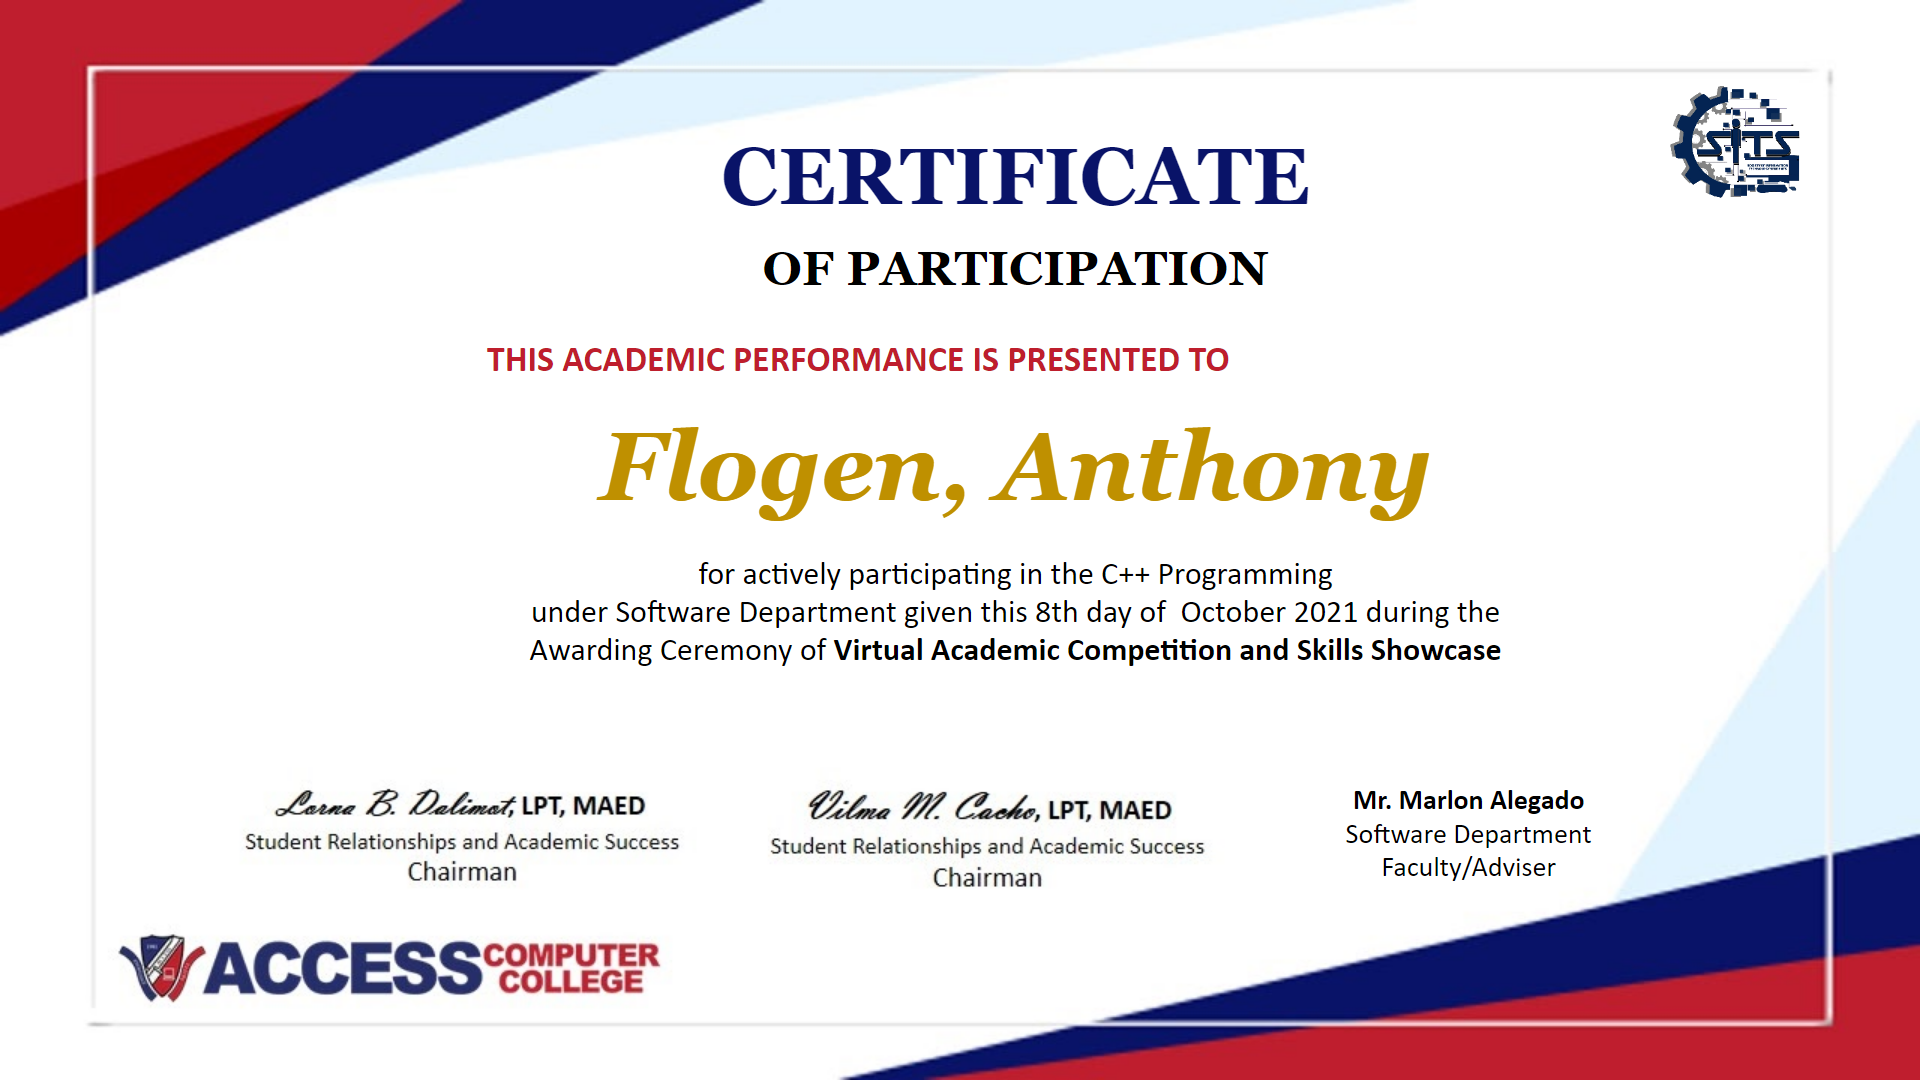 SITS
CERTIFICATE
OF PARTICIPATION
THIS ACADEMIC PERFORMANCE IS PRESENTED TO
Flogen, Anthony
for actively participating in the C++ Programming
under Software Department given this 8th day of  October 2021 during the
Awarding Ceremony of Virtual Academic Competition and Skills Showcase
Lorna B. Dalimot, LPT, MAED
Student Relationships and Academic Success
Chairman
Vilma M. Cacho, LPT, MAED
Student Relationships and Academic Success
Chairman
Mr. Marlon Alegado
Software Department
Faculty/Adviser
ACCESS
COMPUTER
COLLEGE